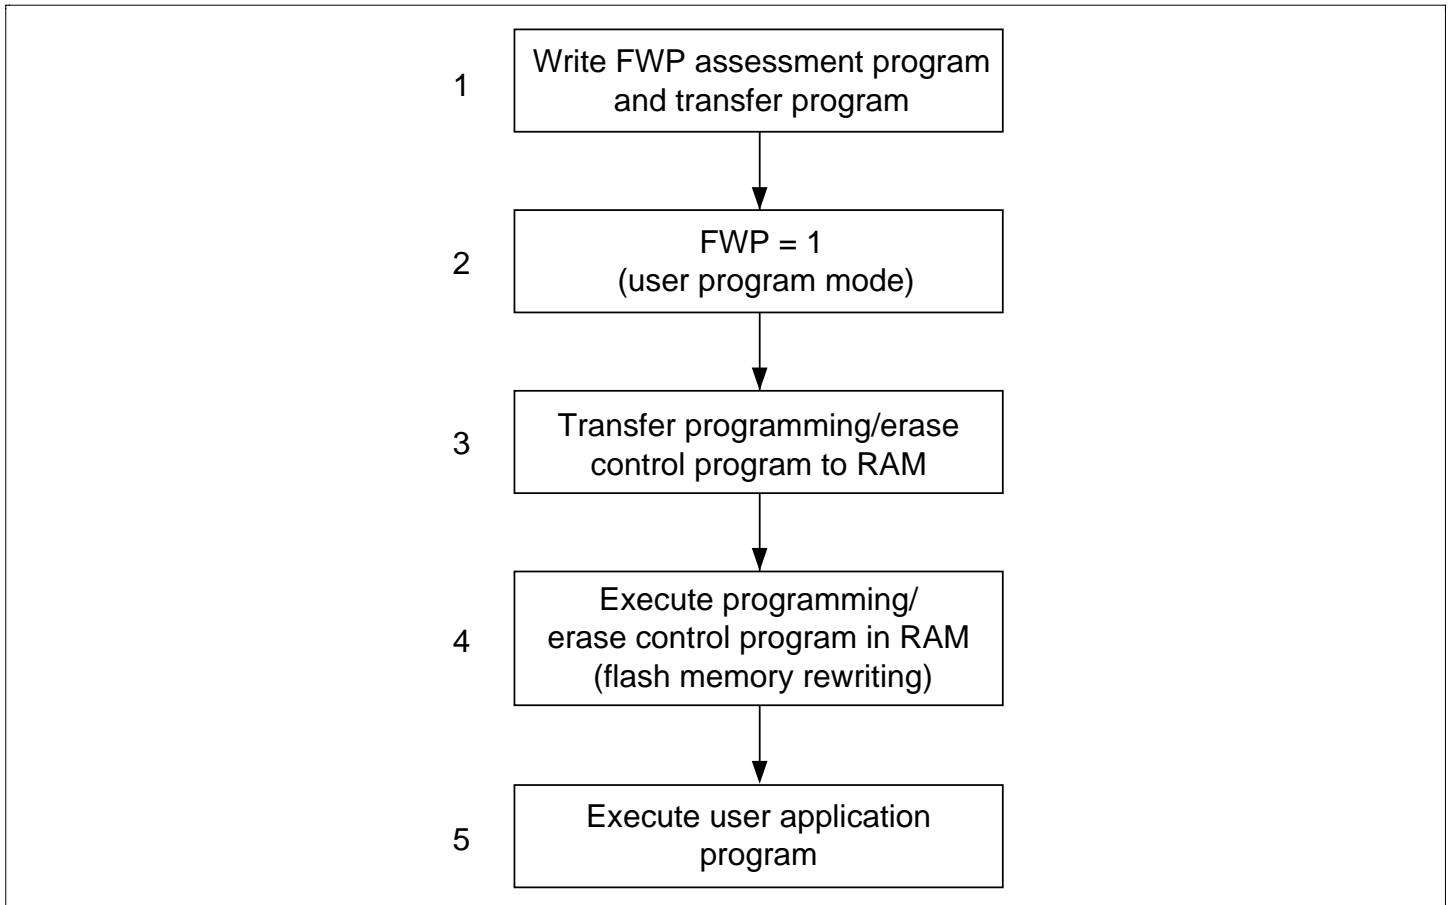 1
Write FWP assessment program
and transfer program
2
FWP = 1
(user program mode)
3
Transfer programming/erase
control program to RAM
4
Execute programming/
erase control program in RAM
(flash memory rewriting)
5
Execute user application
program